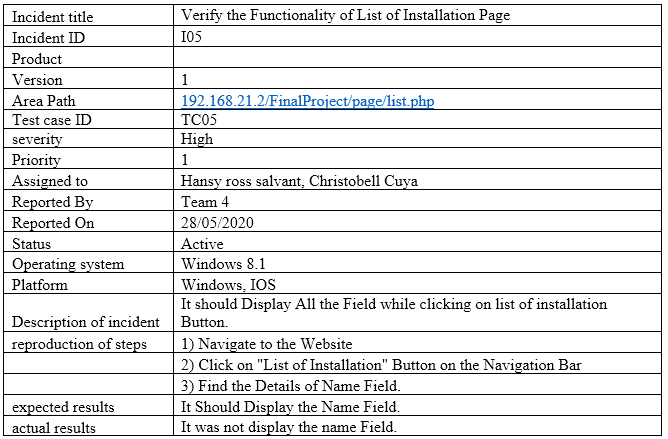 Incident title Verify the Functionality of List of Installation Page
Incident ID I05
Product
Version 1
Area Path 192.168.21.2/FinalProject/page/list.php
Test case ID TC05
severity High
Priority 1
Assigned to Hansy ross salvant, Christobell Cuya
Reported By Team 4
Reported On 28/05/2020
Status Active
Operating system Windows 8.1
Platform Windows, IOS
Description of incident It should Display All the Field while clicking on list of installation
Button.
reproduction of steps 1) Navigate to the Website
2) Click on "List of Installation" Button on the Navigation Bar
3) Find the Details of Name Field.
expected results It Should Display the Name Field.
actual results It was not display the name Field.